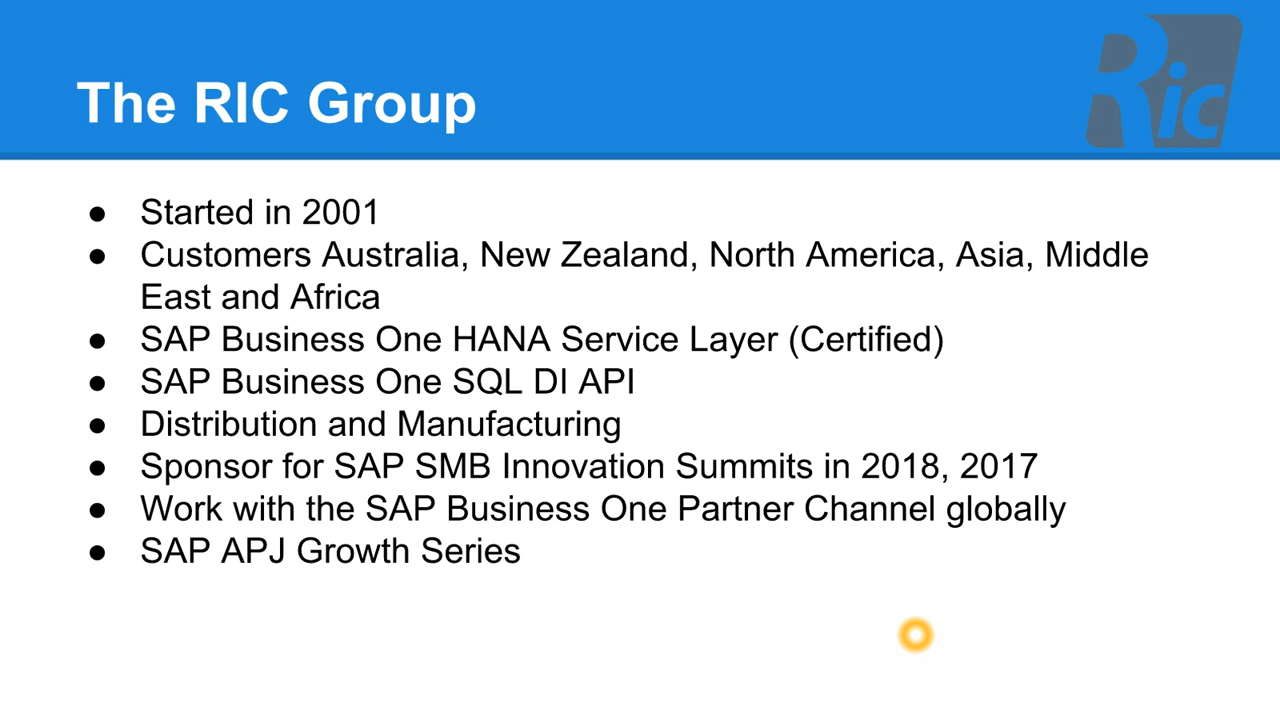 The RIC Group
Ric
● Started in 2001
● Customers Australia, New Zealand, North America, Asia, Middle
East and Africa
● SAP Business One HANA Service Layer (Certified)
● SAP Business One SQL DI API
● Distribution and Manufacturing
● Sponsor for SAP SMB Innovation Summits in 2018, 2017
● Work with the SAP Business One Partner Channel globally
● SAP APJ Growth Series